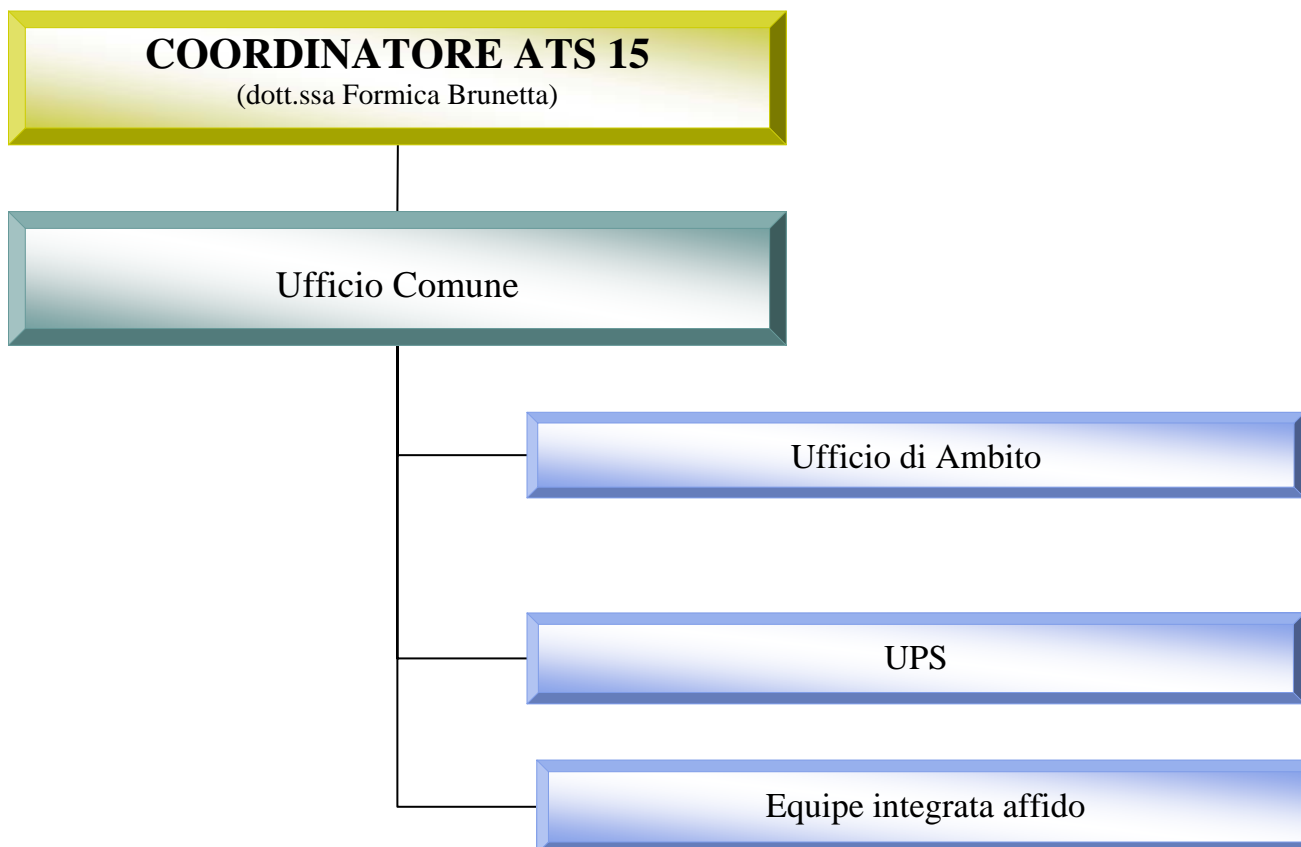 COORDINATORE ATS 15
(dott.ssa Formica Brunetta)
Ufficio Comune
Ufficio di Ambito
UPS
Equipe integrata affido